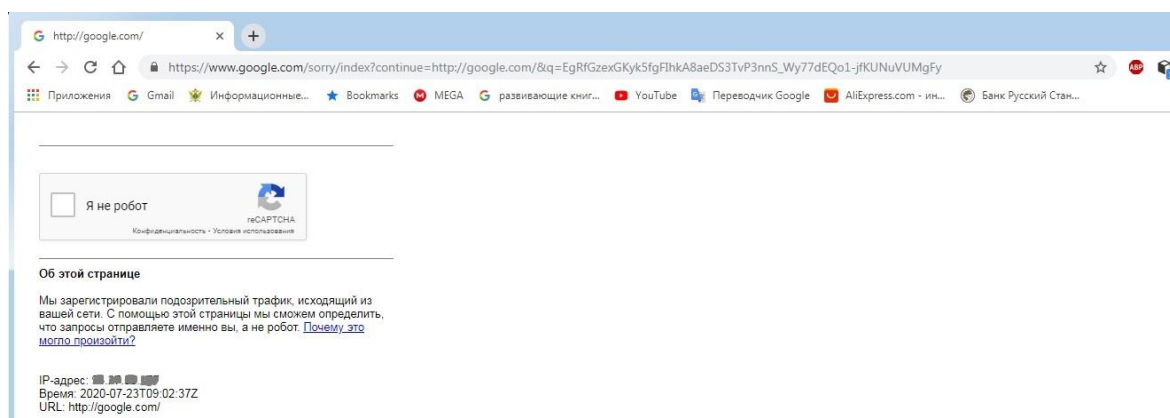 http://google.com/
https://www.google.com/sorry/index?continue=http://google.com/&q=EgRfGzexGKyk5fgFIhkA8aeDS3TvP3nnS_Wy77dEQo1-jfKUNuVUMgFy
ABP
Приложения Gmail Информационные... Bookmarks MEGA развивающие книг... YouTube Переводчик Google AliExpress.com - ин... Банк Русский Стан...
Я не робот
reCAPTCHA
Конфиденциальность - Условия использования
Об этой странице
Мы зарегистрировали подозрительный трафик, исходящий из
вашей сети. С помощью этой страницы мы сможем определить,
что запросы отправляете именно вы, а не робот. Почему это
могло произойти?
IP-адрес:
Время: 2020-07-23T09:02:37Z
URL: http://google.com/